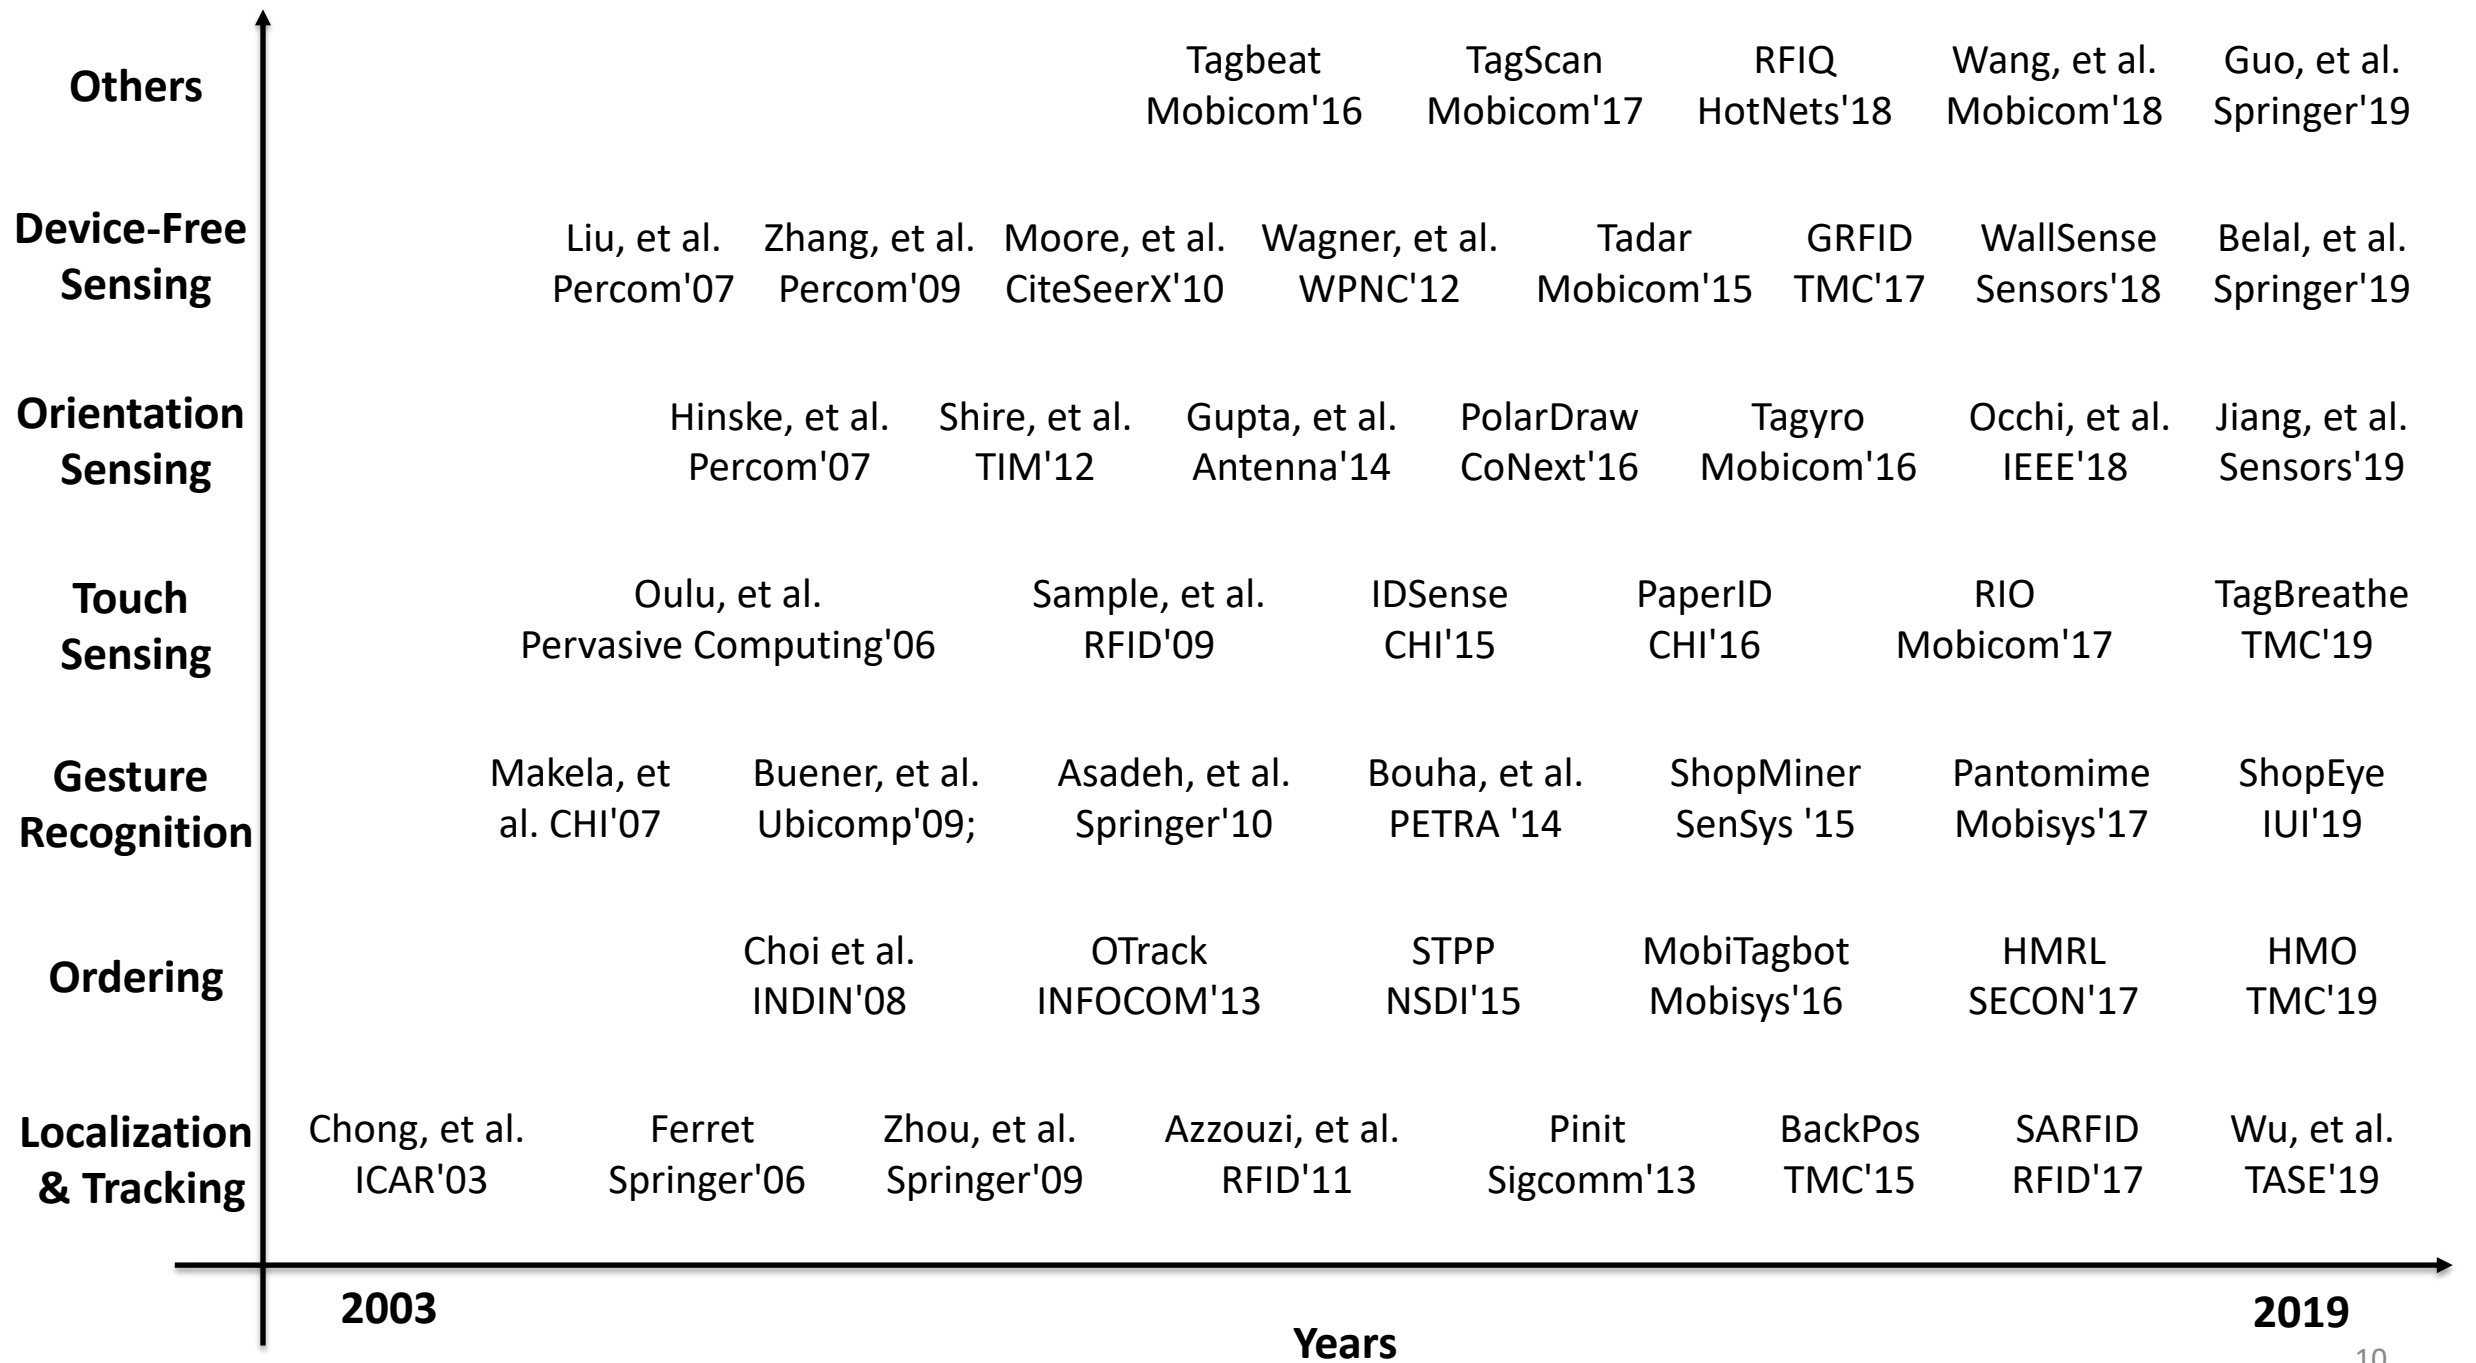 Others
Tagbeat
Mobicom'16
TagScan
Mobicom'17
RFIQ
HotNets'18
Wang, et al.
Mobicom'18
Guo, et al.
Springer'19
Device-Free
Sensing
Liu, et al.
Percom'07
Zhang, et al.
Percom'09
Moore, et al.
CiteSeerX'10
Wagner, et al.
WPNC'12
Tadar
Mobicom'15
GRFID
TMC'17
WallSense
Sensors'18
Belal, et al.
Springer'19
Orientation
Sensing
Hinske, et al.
Percom'07
Shire, et al.
TIM'12
Gupta, et al.
Antenna'14
PolarDraw
CoNext'16
Tagyro
Mobicom'16
Occhi, et al.
IEEE'18
Jiang, et al.
Sensors'19
Touch
Sensing
Oulu, et al.
Pervasive Computing'06
Sample, et al.
RFID'09
IDSense
CHI'15
PaperID
CHI'16
RIO
Mobicom'17
TagBreathe
TMC'19
Gesture
Recognition
Makela, et
al. CHI'07
Buener, et al.
Ubicomp'09;
Asadeh, et al.
Springer'10
Bouha, et al.
PETRA '14
ShopMiner
SenSys '15
Pantomime
Mobisys'17
ShopEye
IUI'19
Ordering
Choi et al.
INDIN'08
OTrack
INFOCOM'13
STPP
NSDI'15
MobiTagbot
Mobisys'16
HMRL
SECON'17
HMO
TMC'19
Localization
& Tracking
Chong, et al.
ICAR'03
Ferret
Springer'06
Zhou, et al.
Springer'09
Azzouzi, et al.
RFID'11
Pinit
Sigcomm'13
BackPos
TMC'15
SARFID
RFID'17
Wu, et al.
TASE'19
2003
2019
Years
10